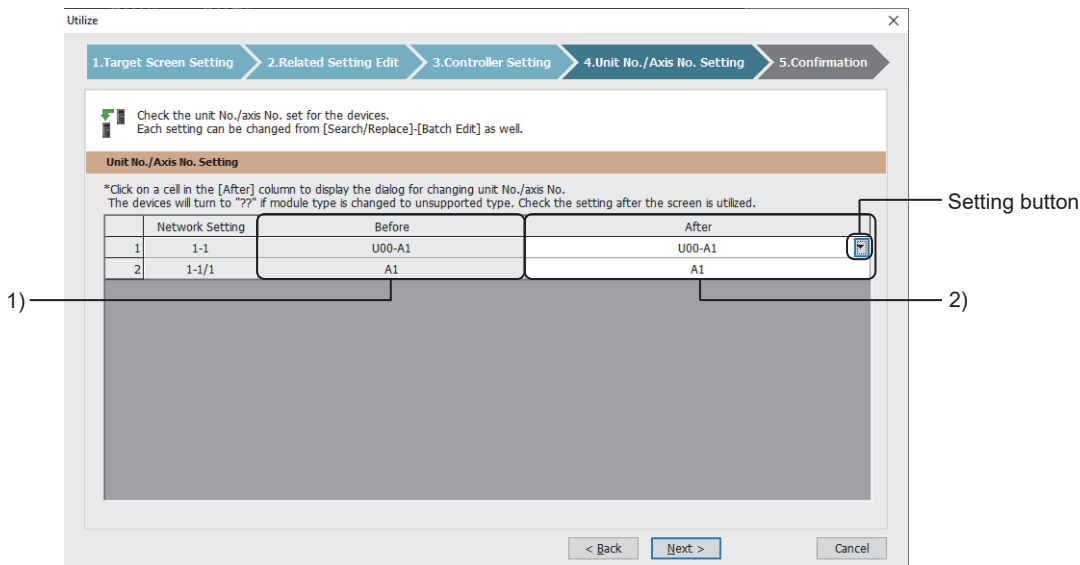 Utilize
1.Target Screen Setting 2.Related Setting Edit 3.Controller Setting 4.Unit No./Axis No. Setting 5.Confirmation
Check the unit No./axis No. set for the devices.
Each setting can be changed from [Search/Replace]-[Batch Edit] as well.
Unit No./Axis No. Setting
*Click on a cell in the [After] column to display the dialog for changing unit No./axis No.
The devices will turn to "??" if module type is changed to unsupported type. Check the setting after the screen is utilized.
Setting button
Network Setting Before After
1 1-1 U00-A1 U00-A1
2 1-1/1 A1 A1
1) 2)
< Back Next > Cancel